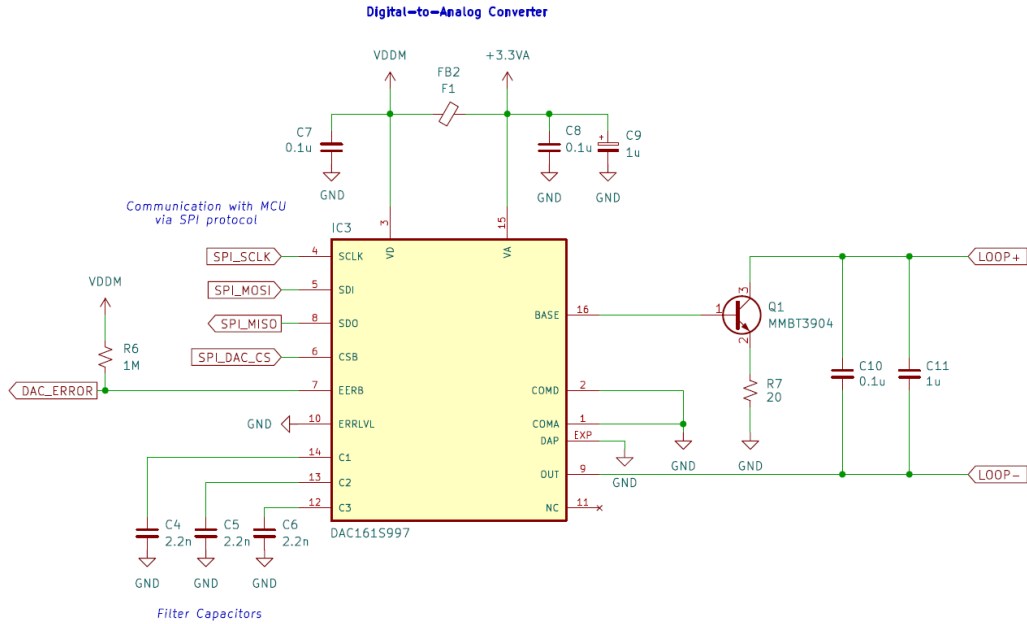 Digital-to-Analog Converter
VDDM
FB2
F1
+3.3VA
C7
0.1u
GND
C8
0.1u
GND
+
C9
1u
GND
Communication with MCU
via SPI protocol
IC3
3
VD
15
VA
SPI_SCLK
4
SCLK
SPI_MOSI
5
SDI
SPI_MISO
8
SDO
SPI_DAC_CS
6
CSB
VDDM
R6
1M
DAC_ERROR
7
EERB
GND
10
ERRLVL
14
C1
13
C2
12
C3
BASE
16
COMD
2
COMA
1
DAP
EXP
OUT
9
NC
11
DAC161S997
GND
GND
1
3
2
Q1
MMBT3904
R7
20
GND
C10
0.1u
C11
1u
LOOP+
LOOP-
C4
2.2n
GND
C5
2.2n
GND
C6
2.2n
GND
Filter Capacitors